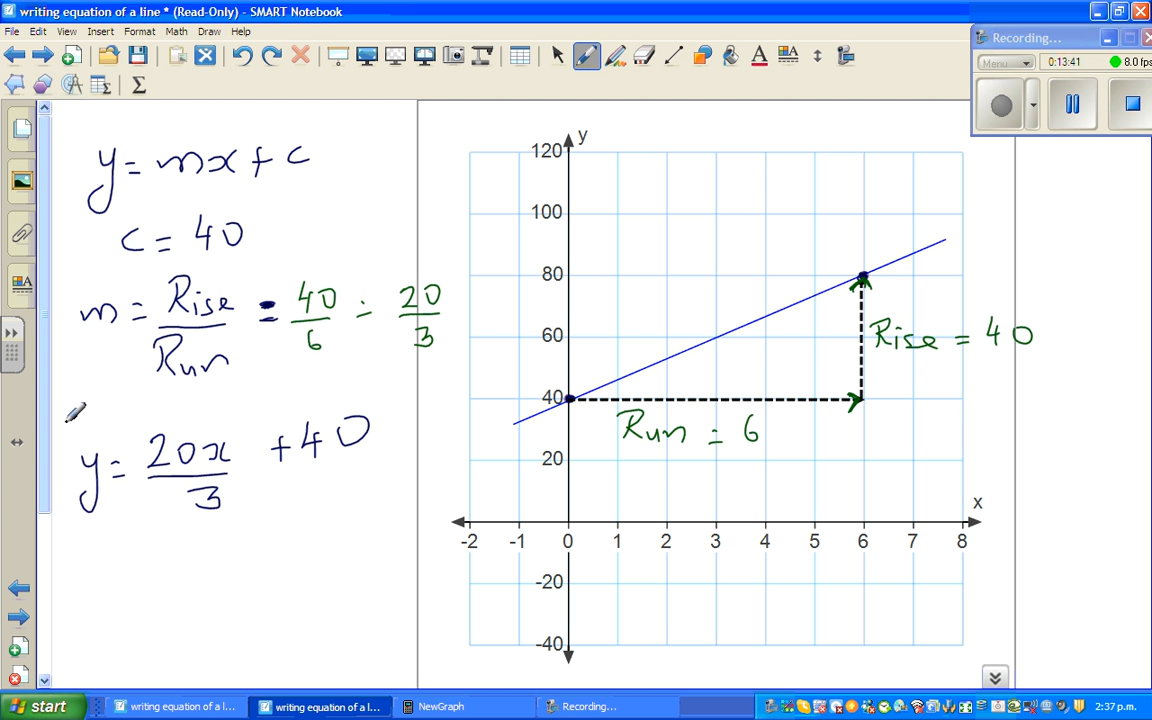 writing equation of a line * (Read-Only) - SMART Notebook
File Edit View Insert Format Math Draw Help
Recording...
Menu
0:13:41
8.0 fps
y = mx + c
c = 40
m = Rise / Run = 40/6 = 20/3
y = 20x/3 + 40
y
120
100
80
60
40
20
-20
-40
x
-2 -1 0 1 2 3 4 5 6 7 8
Rise = 40
Run = 6
start
writing equation of a l...
writing equation of a l...
NewGraph
Recording...
2:37 p.m.